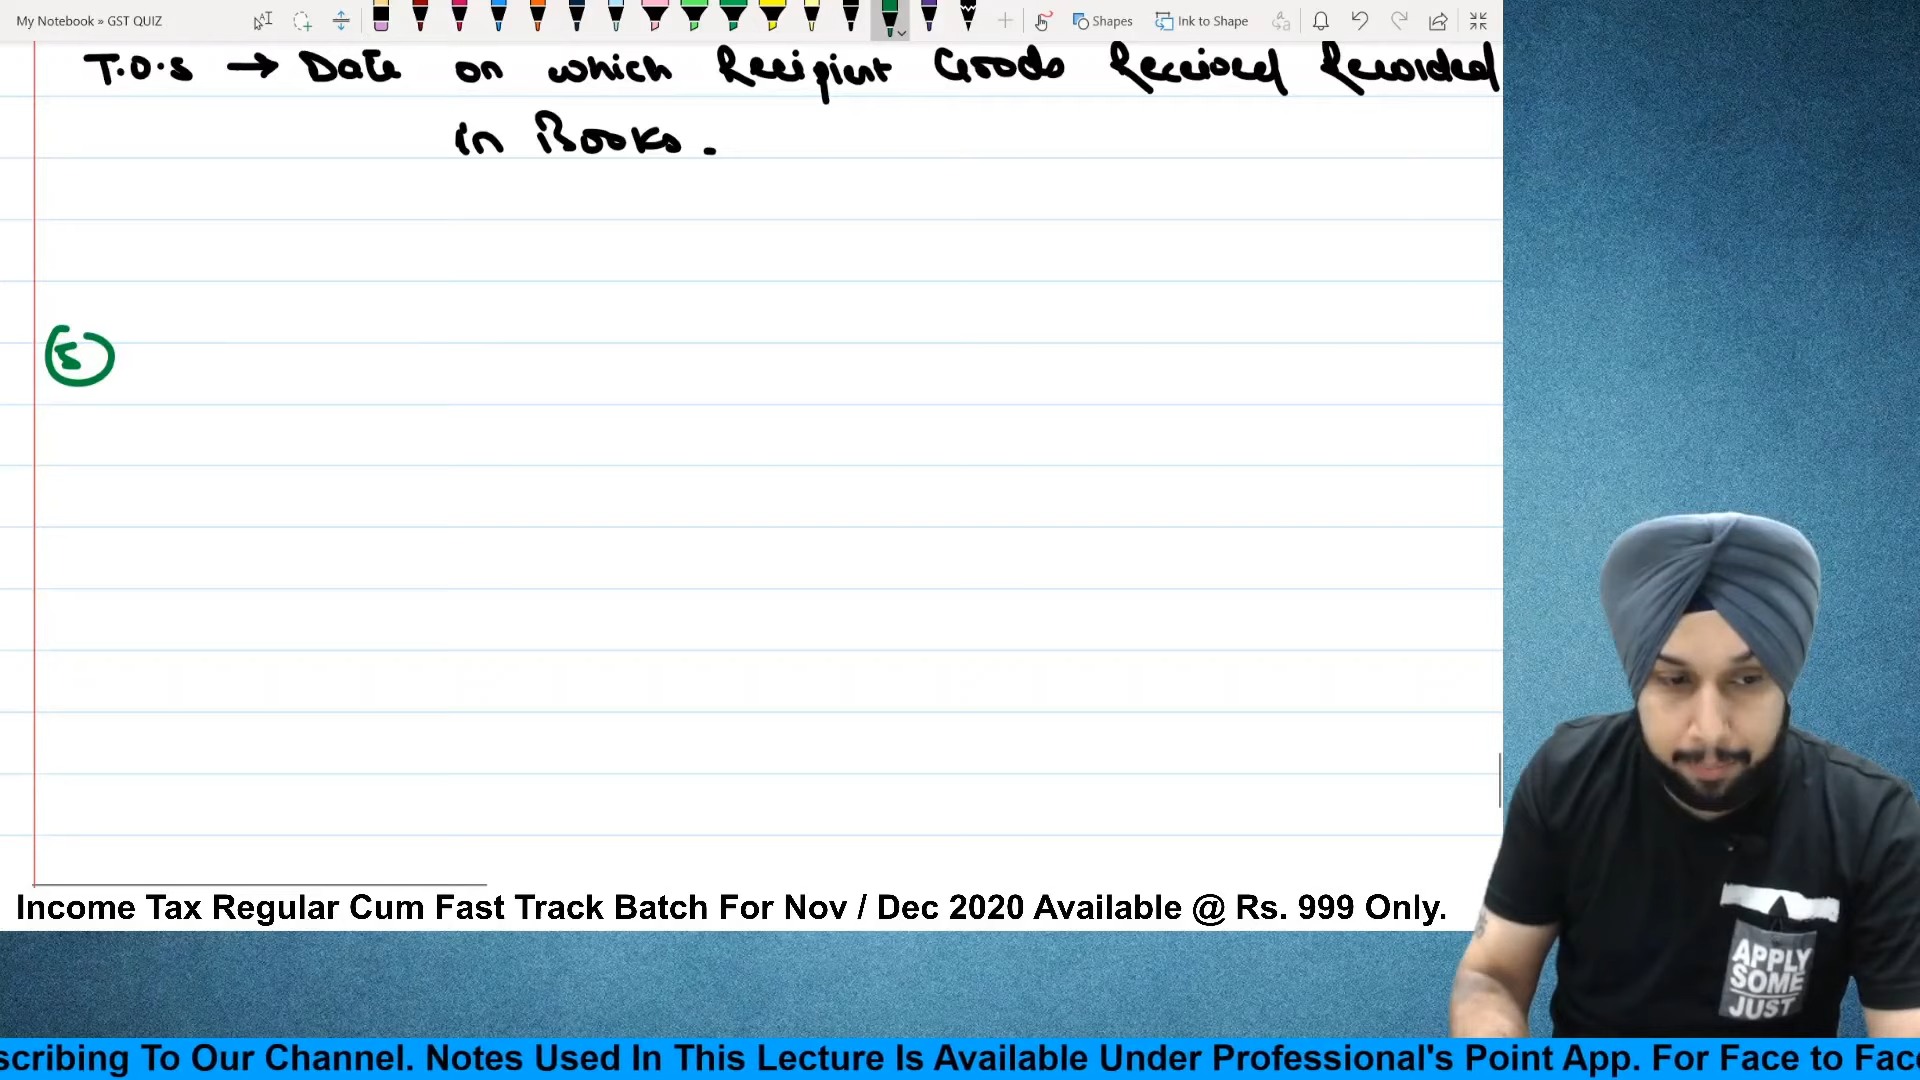 My Notebook » GST QUIZ
Shapes
Ink to Shape
T.O.S → Date on which Recipient Goods Received Recorded
in Books.
5
Income Tax Regular Cum Fast Track Batch For Nov / Dec 2020 Available @ Rs. 999 Only.
APPLY
SOME
JUST
scribing To Our Channel. Notes Used In This Lecture Is Available Under Professional's Point App. For Face to Fac